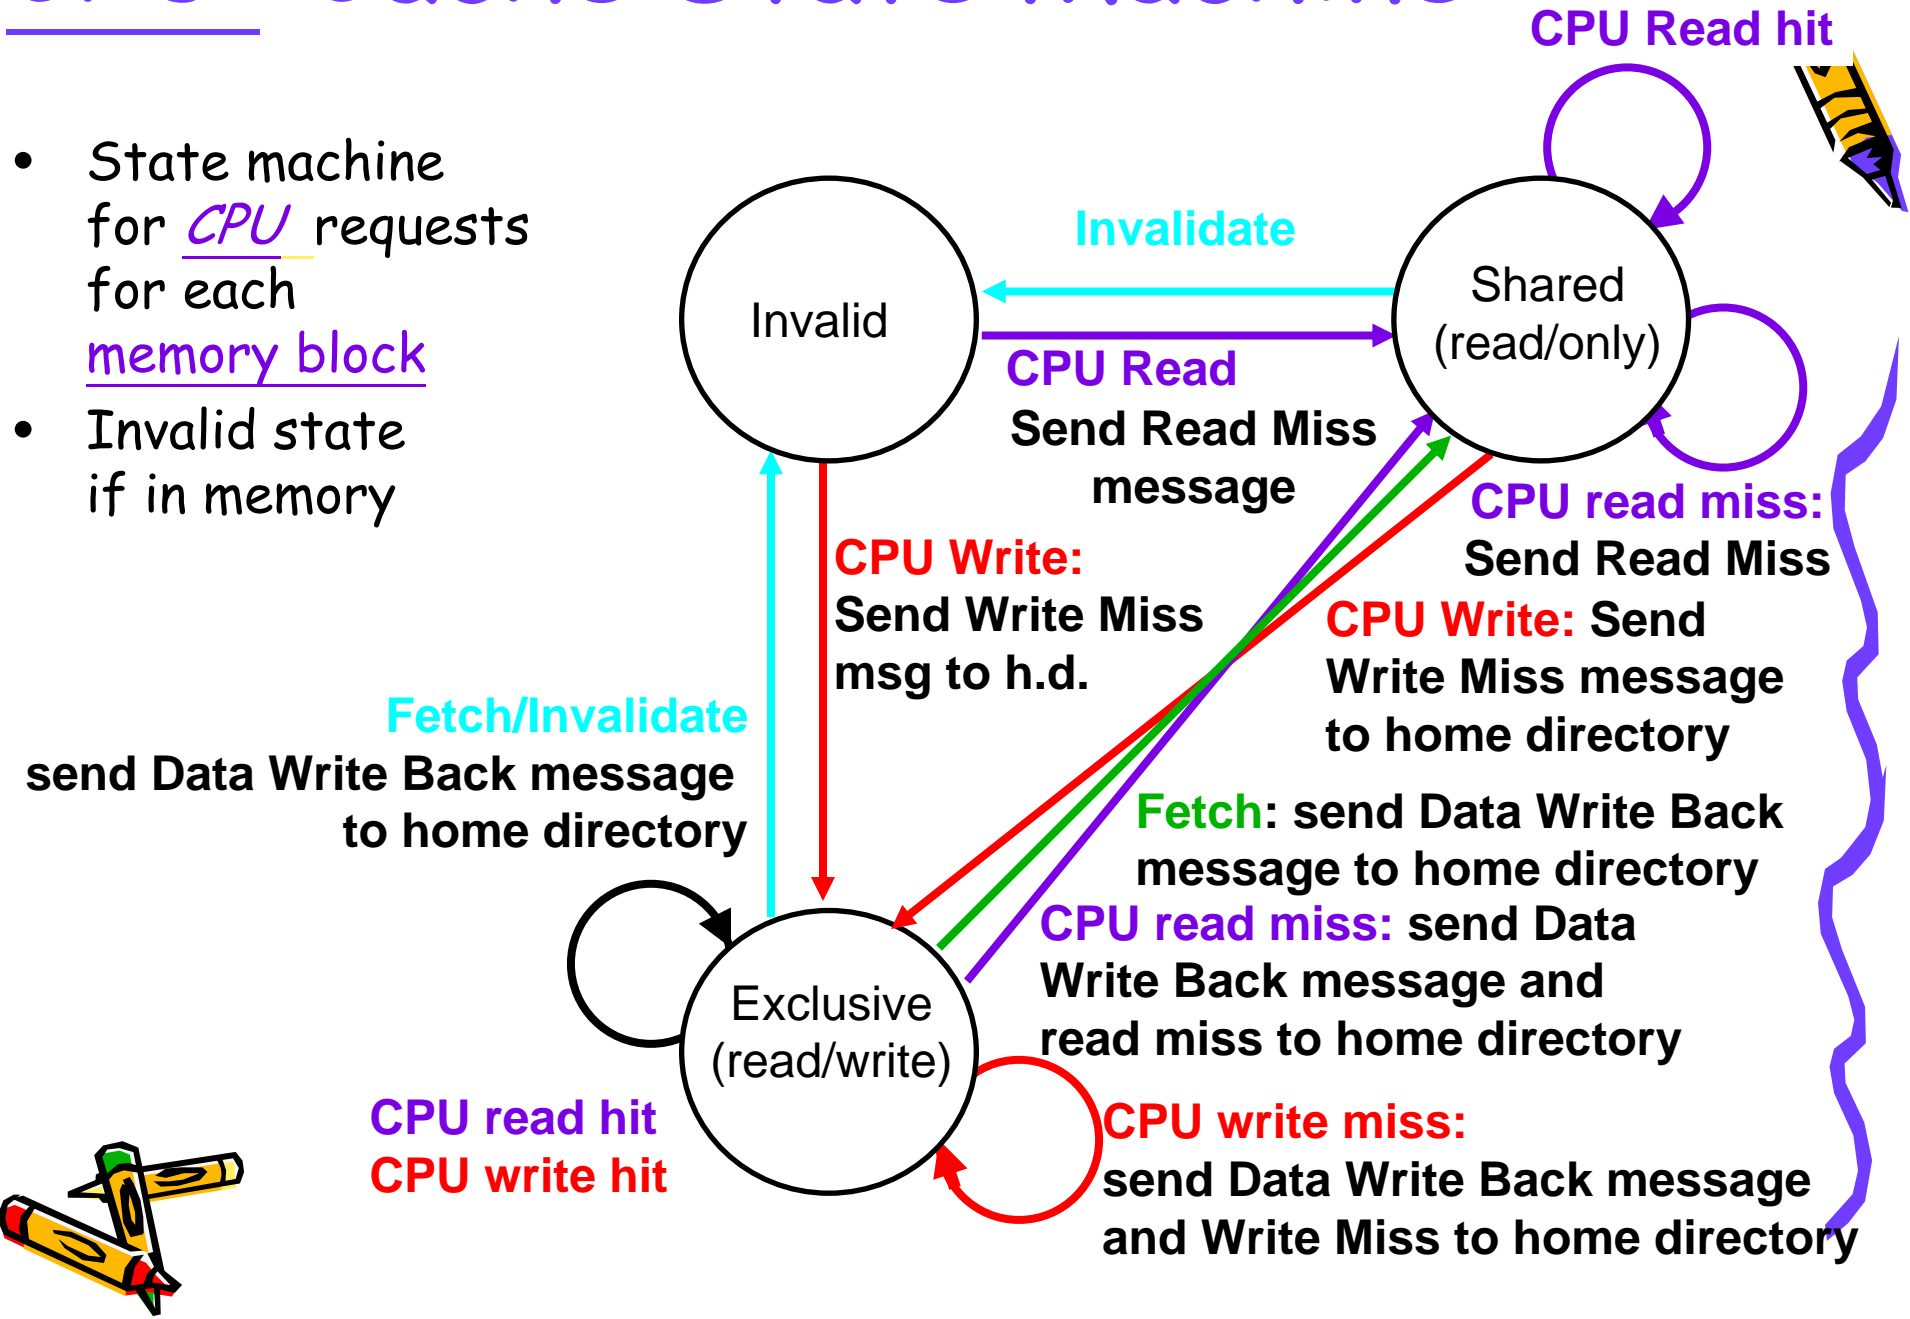 CPU Read hit
• State machine
for CPU requests
for each
memory block
• Invalid state
if in memory
Invalidate
Invalid
Shared
(read/only)
CPU Read
Send Read Miss
message
CPU read miss:
Send Read Miss
CPU Write:
Send Write Miss
msg to h.d.
CPU Write: Send
Write Miss message
to home directory
Fetch/Invalidate
send Data Write Back message
to home directory
Fetch: send Data Write Back
message to home directory
CPU read miss: send Data
Write Back message and
read miss to home directory
Exclusive
(read/write)
CPU read hit
CPU write hit
CPU write miss:
send Data Write Back message
and Write Miss to home directory